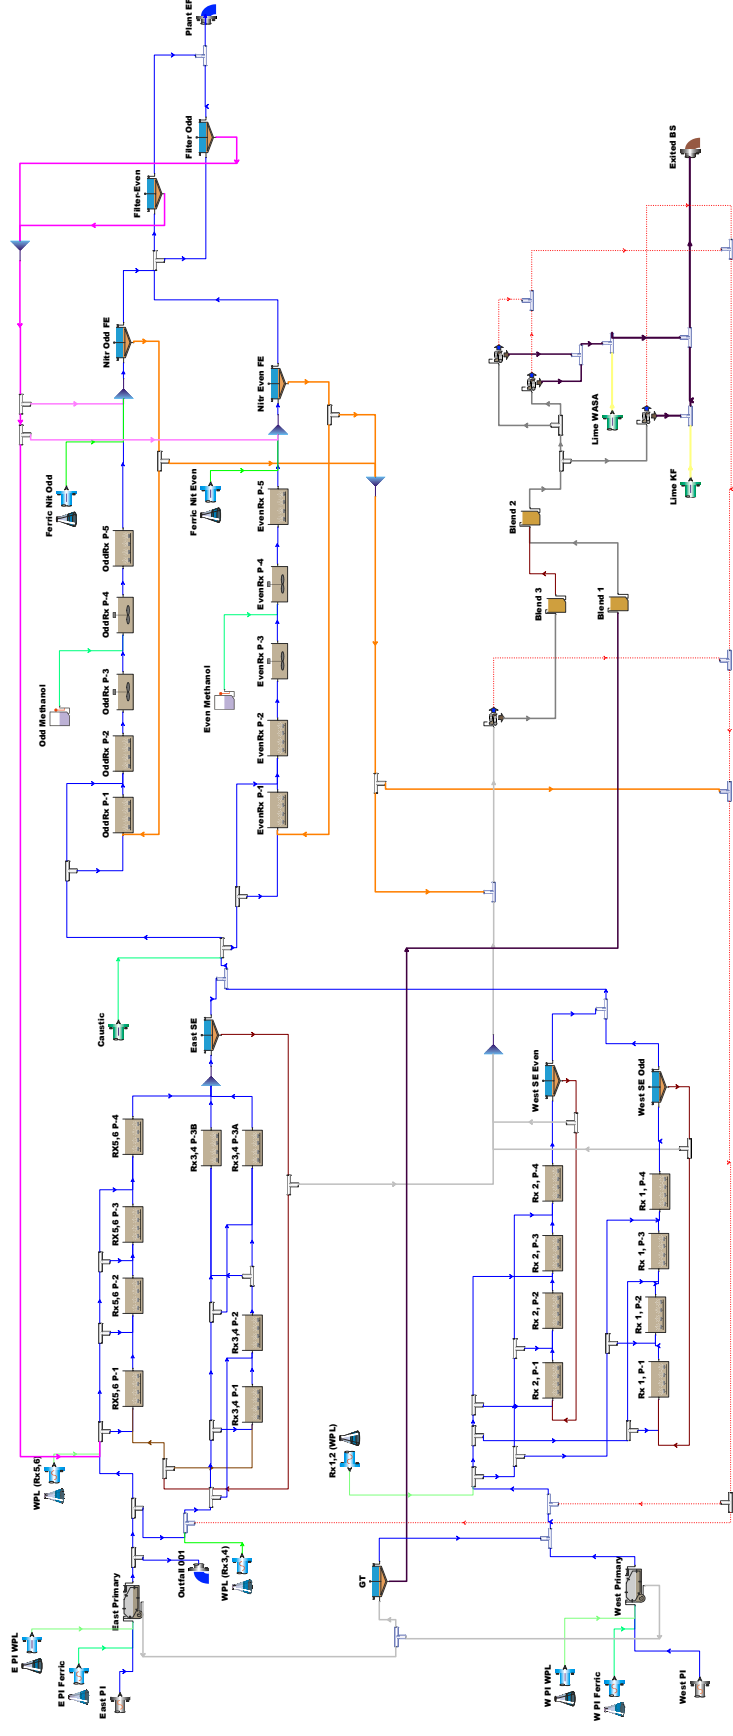 Plant EF
Filter Odd
Filter-Even
Exited BS
Nitr Odd FE
Nitr Even FE
Lime WASA
Lime KF
Ferric Nit Odd
Ferric Nit Even
Blend 2
Blend 3
Blend 1
OddRx P-5
OddRx P-4
OddRx P-3
OddRx P-2
OddRx P-1
Odd Methanol
EvenRx P-5
EvenRx P-4
EvenRx P-3
EvenRx P-2
EvenRx P-1
Even Methanol
Caustic
East SE
West SE Even
West SE Odd
RX5,6 P-4
RX5,6 P-3
Rx5,6 P-2
RX5,6 P-1
Rx3,4 P-3B
Rx3,4 P-3A
Rx3,4 P-2
Rx3,4 P-1
Rx 2, P-4
Rx 2, P-3
Rx 2, P-2
Rx 2, P-1
Rx 1, P-4
Rx 1, P-3
Rx 1, P-2
Rx 1, P-1
WPL (Rx5,6)
Rx1,2 (WPL)
Outfall 001
WPL (Rx3,4)
GT
East Primary
West Primary
E PI WPL
E PI Ferric
East PI
W PI WPL
W PI Ferric
West PI